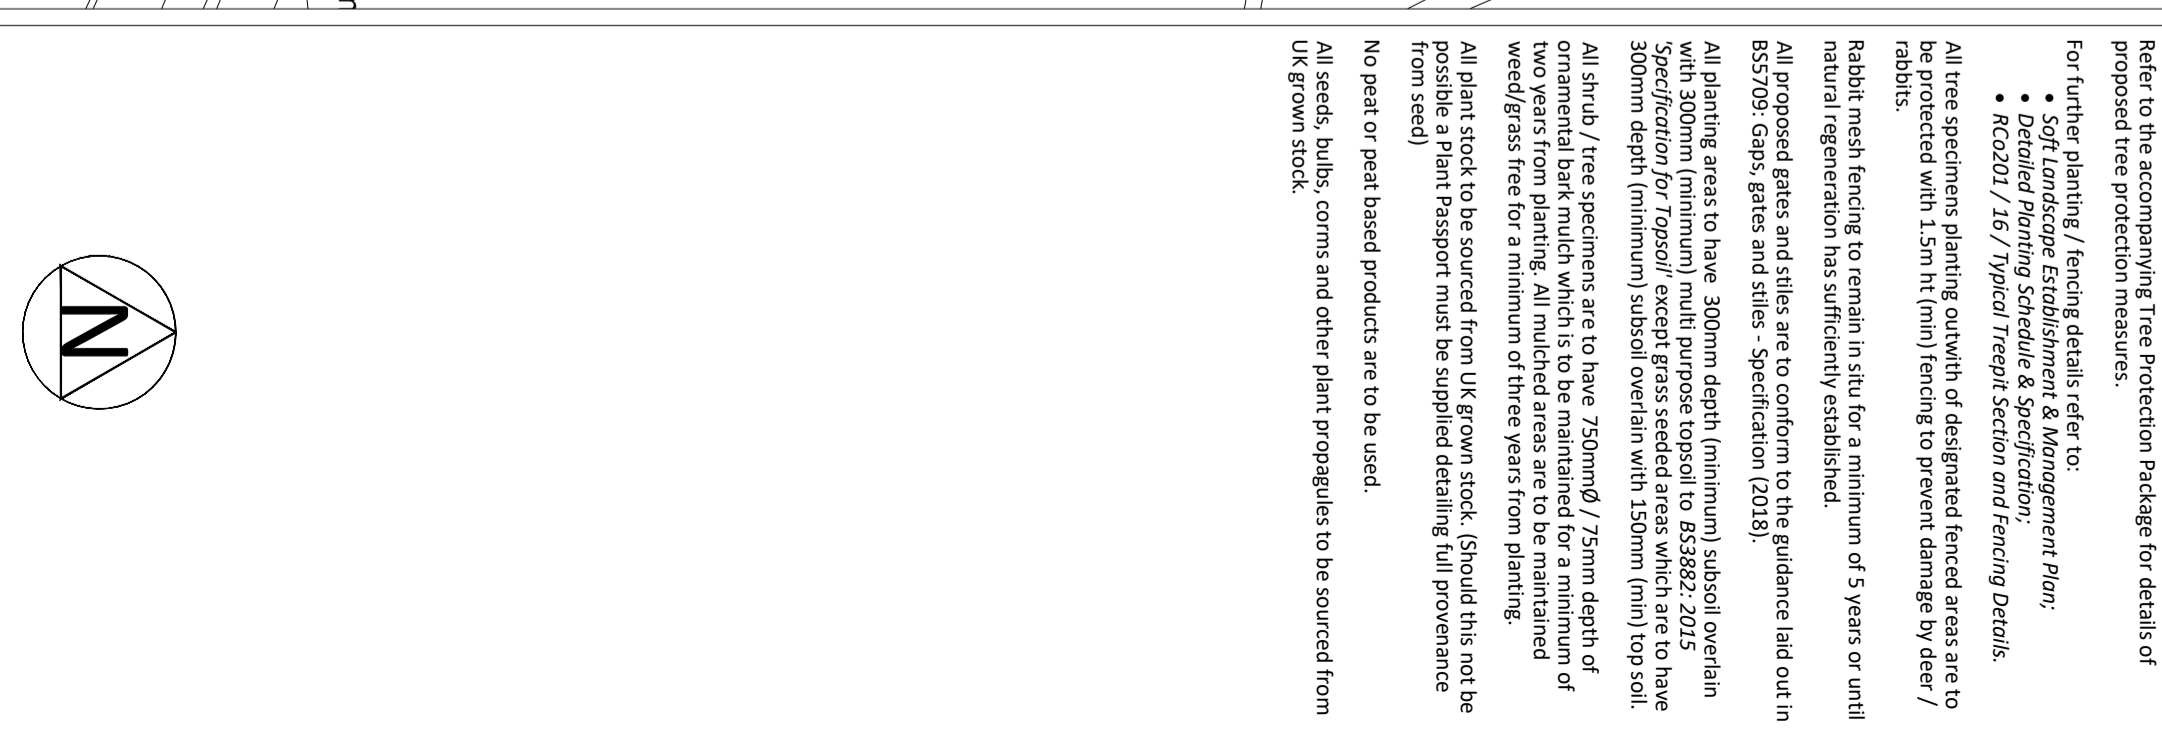 Refer to the accompanying Tree Protection Package for details of
proposed tree protection measures.
For further planting / fencing details refer to:
• Soft Landscape Establishment & Management Plan;
• Detailed Planting Schedule & Specification;
• RCo201 / 16 / Typical Treepit Section and Fencing Details.
All tree specimens planting outwith of designated fenced areas are to
be protected with 1.5m ht (min) fencing to prevent damage by deer /
rabbits.
Rabbit mesh fencing to remain in situ for a minimum of 5 years or until
natural regeneration has sufficiently established.
All proposed gates and stiles are to conform to the guidance laid out in
BS5709: Gaps, gates and stiles - Specification (2018).
All planting areas to have 300mm depth (minimum) subsoil overlain
with 300mm (minimum) multi purpose topsoil to BS3882: 2015
'Specification for Topsoil' except grass seeded areas which are to have
300mm depth (minimum) subsoil overlain with 150mm (min) top soil.
All shrub / tree specimens are to have 750mmØ / 75mm depth of
ornamental bark mulch which is to be maintained for a minimum of
two years from planting. All mulched areas are to be maintained
weed/grass free for a minimum of three years from planting.
All plant stock to be sourced from UK grown stock. (Should this not be
possible a Plant Passport must be supplied detailing full provenance
from seed)
No peat or peat based products are to be used.
All seeds, bulbs, corms and other plant propagules to be sourced from
UK grown stock.
N